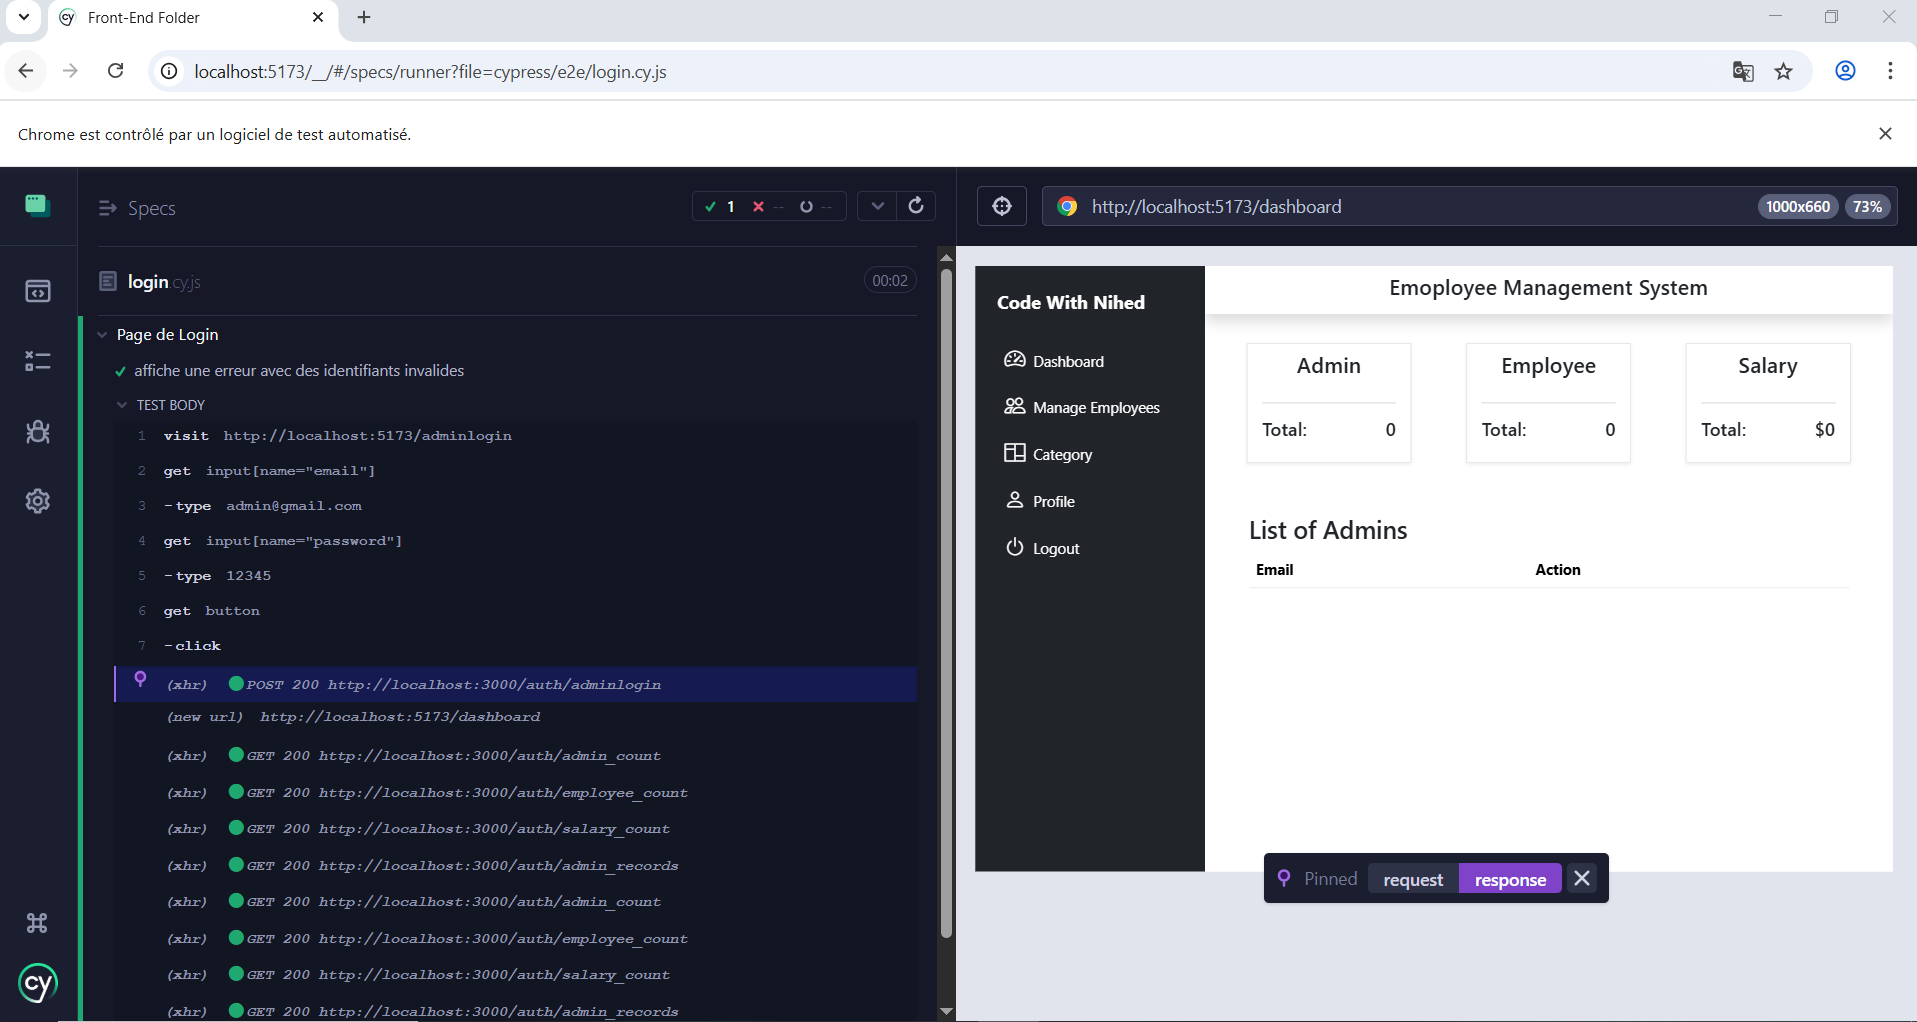 Front-End Folder
localhost:5173/__/#/specs/runner?file=cypress/e2e/login.cy.js
Chrome est contrôlé par un logiciel de test automatisé.
Specs
1 -- --
login.cy.js
00:02
Page de Login
affiche une erreur avec des identifiants invalides
TEST BODY
1 visit http://localhost:5173/adminlogin
2 get input[name="email"]
3 -type admin@gmail.com
4 get input[name="password"]
5 -type 12345
6 get button
7 -click
(xhr) POST 200 http://localhost:3000/auth/adminlogin
(new url) http://localhost:5173/dashboard
(xhr) GET 200 http://localhost:3000/auth/admin_count
(xhr) GET 200 http://localhost:3000/auth/employee_count
(xhr) GET 200 http://localhost:3000/auth/salary_count
(xhr) GET 200 http://localhost:3000/auth/admin_records
(xhr) GET 200 http://localhost:3000/auth/admin_count
(xhr) GET 200 http://localhost:3000/auth/employee_count
(xhr) GET 200 http://localhost:3000/auth/salary_count
(xhr) GET 200 http://localhost:3000/auth/admin_records
cy
http://localhost:5173/dashboard
1000x660
73%
Code With Nihed
Dashboard
Manage Employees
Category
Profile
Logout
Emoployee Management System
Admin
Total: 0
Employee
Total: 0
Salary
Total: $0
List of Admins
Email Action
Pinned request response